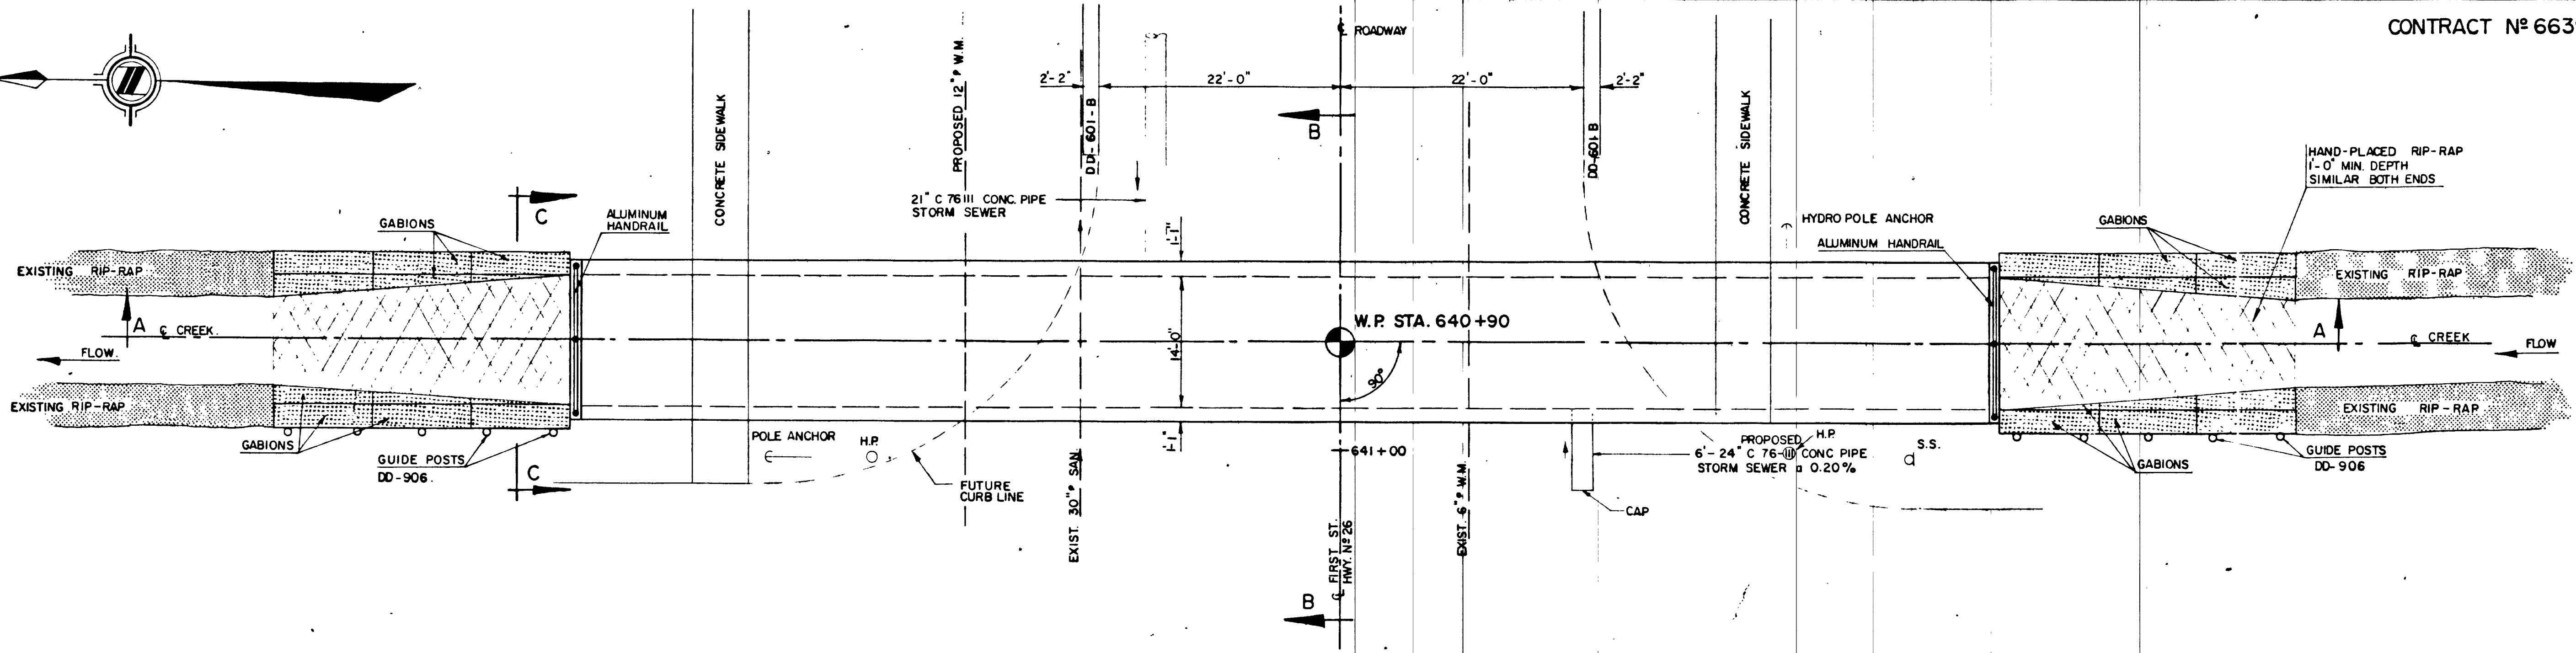 CONTRACT Nº 663
℄ ROADWAY
2'-2"
22'-0"
22'-0"
2'-2"
CONCRETE SIDEWALK
PROPOSED 12"ᶲ W.M.
DD-601-B
B
DD-601-B
CONCRETE SIDEWALK
HAND-PLACED RIP-RAP
1'-0" MIN. DEPTH
SIMILAR BOTH ENDS
21" C 76 III CONC. PIPE
STORM SEWER
C
GABIONS
ALUMINUM
HANDRAIL
1'-1"
HYDRO POLE ANCHOR
ALUMINUM HANDRAIL
GABIONS
EXISTING RIP-RAP
EXISTING RIP-RAP
A
℄ CREEK.
FLOW.
W.P. STA. 640+90
14'-0"
90°
A
℄ CREEK
FLOW
EXISTING RIP-RAP
EXISTING RIP-RAP
GABIONS
GUIDE POSTS
DD-906.
C
POLE ANCHOR
H.P.
FUTURE
CURB LINE
1'-1"
EXIST. 30"ᶲ SAN.
641+00
℄ FIRST ST.
HWY. Nº 26
B
EXIST. 6"ᶲ W.M.
PROPOSED
H.P.
6'-24" C 76-III CONC PIPE
STORM SEWER @ 0.20%
CAP
S.S.
GABIONS
GUIDE POSTS
DD-906